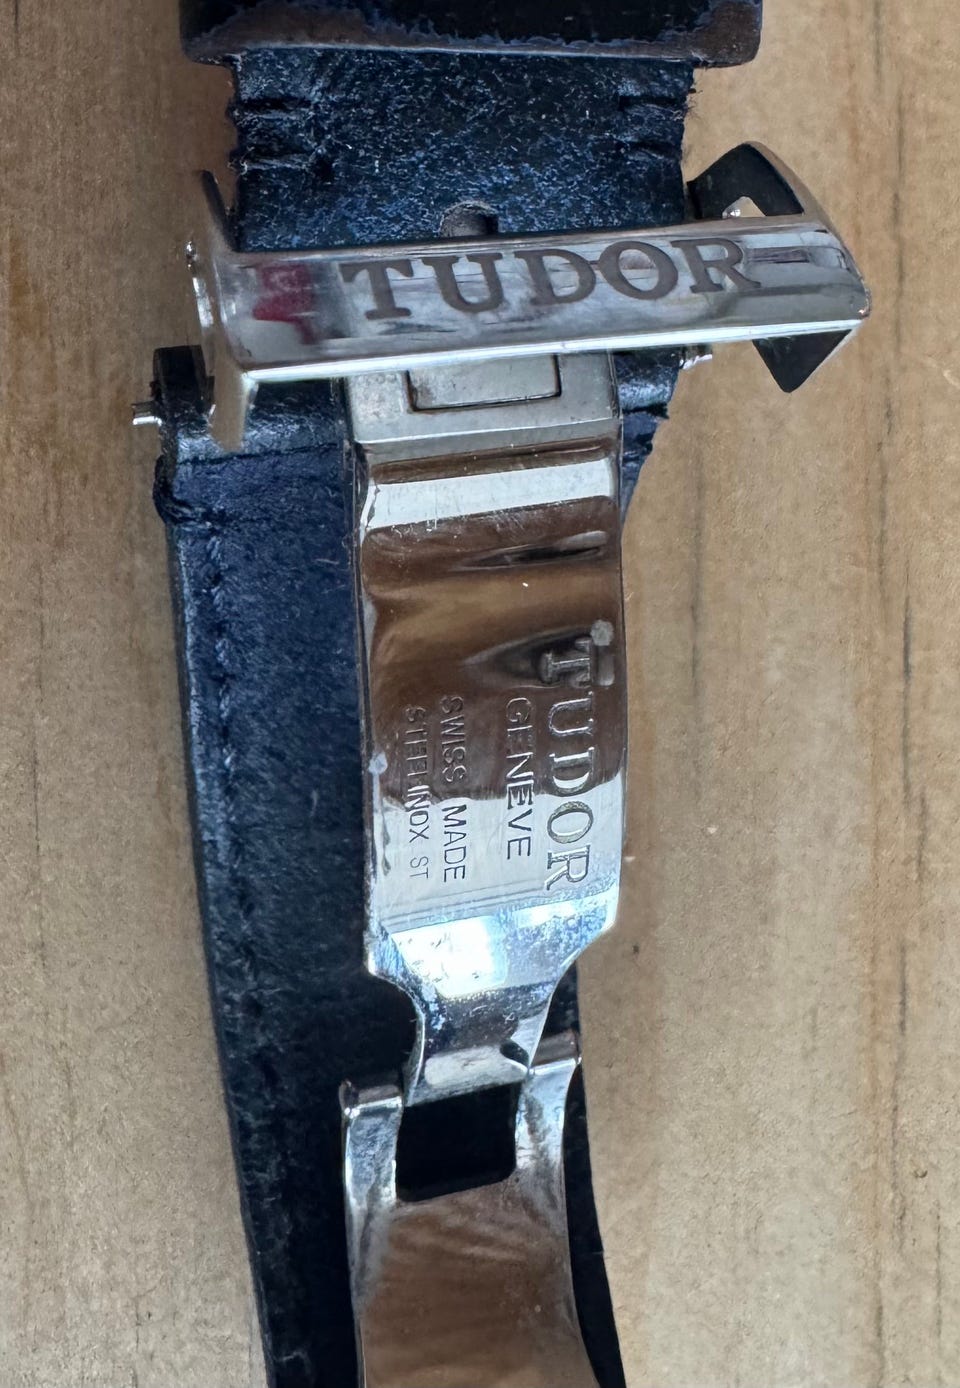 TUDOR
TUDOR
GENEVE
SWISS MADE
STEELINOX ST